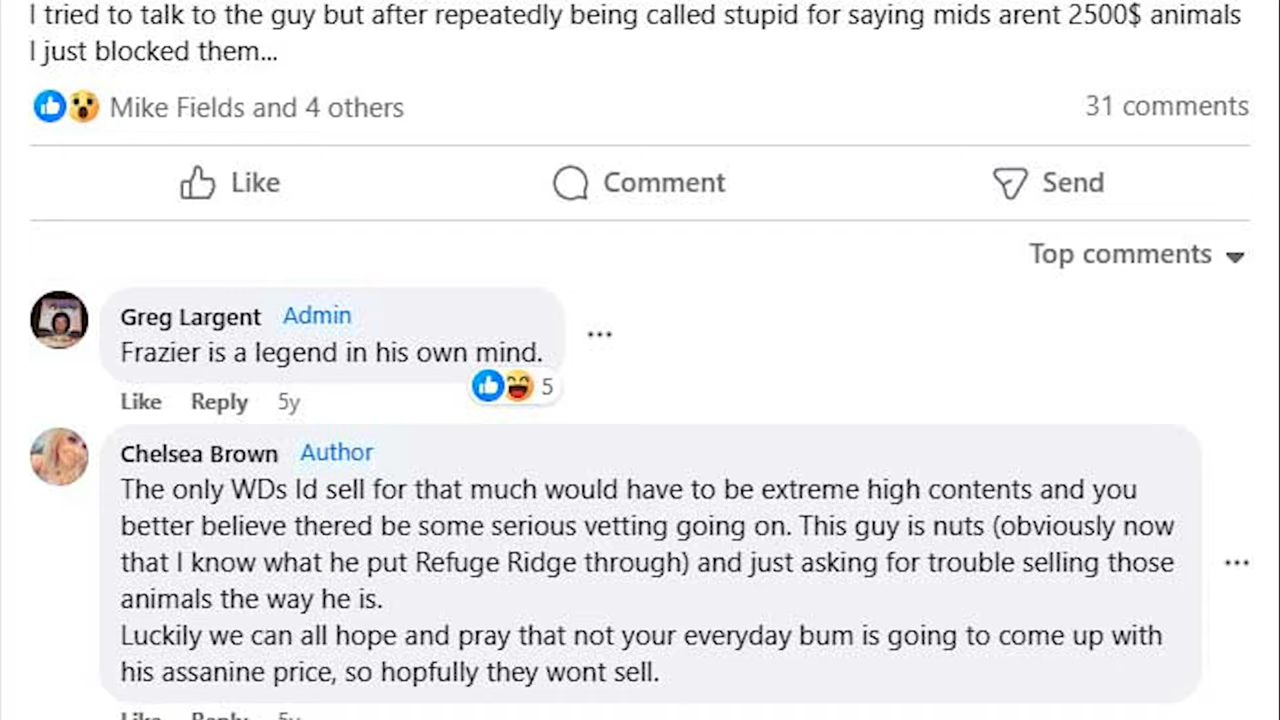 I tried to talk to the guy but after repeatedly being called stupid for saying mids arent 2500$ animals
I just blocked them...
Mike Fields and 4 others
31 comments
Like
Comment
Send
Top comments
Greg Largent Admin
Frazier is a legend in his own mind.
5
Like Reply 5y
Chelsea Brown Author
The only WDs Id sell for that much would have to be extreme high contents and you
better believe thered be some serious vetting going on. This guy is nuts (obviously now
that I know what he put Refuge Ridge through) and just asking for trouble selling those
animals the way he is.
Luckily we can all hope and pray that not your everyday bum is going to come up with
his assanine price, so hopfully they wont sell.
Like Reply 5y